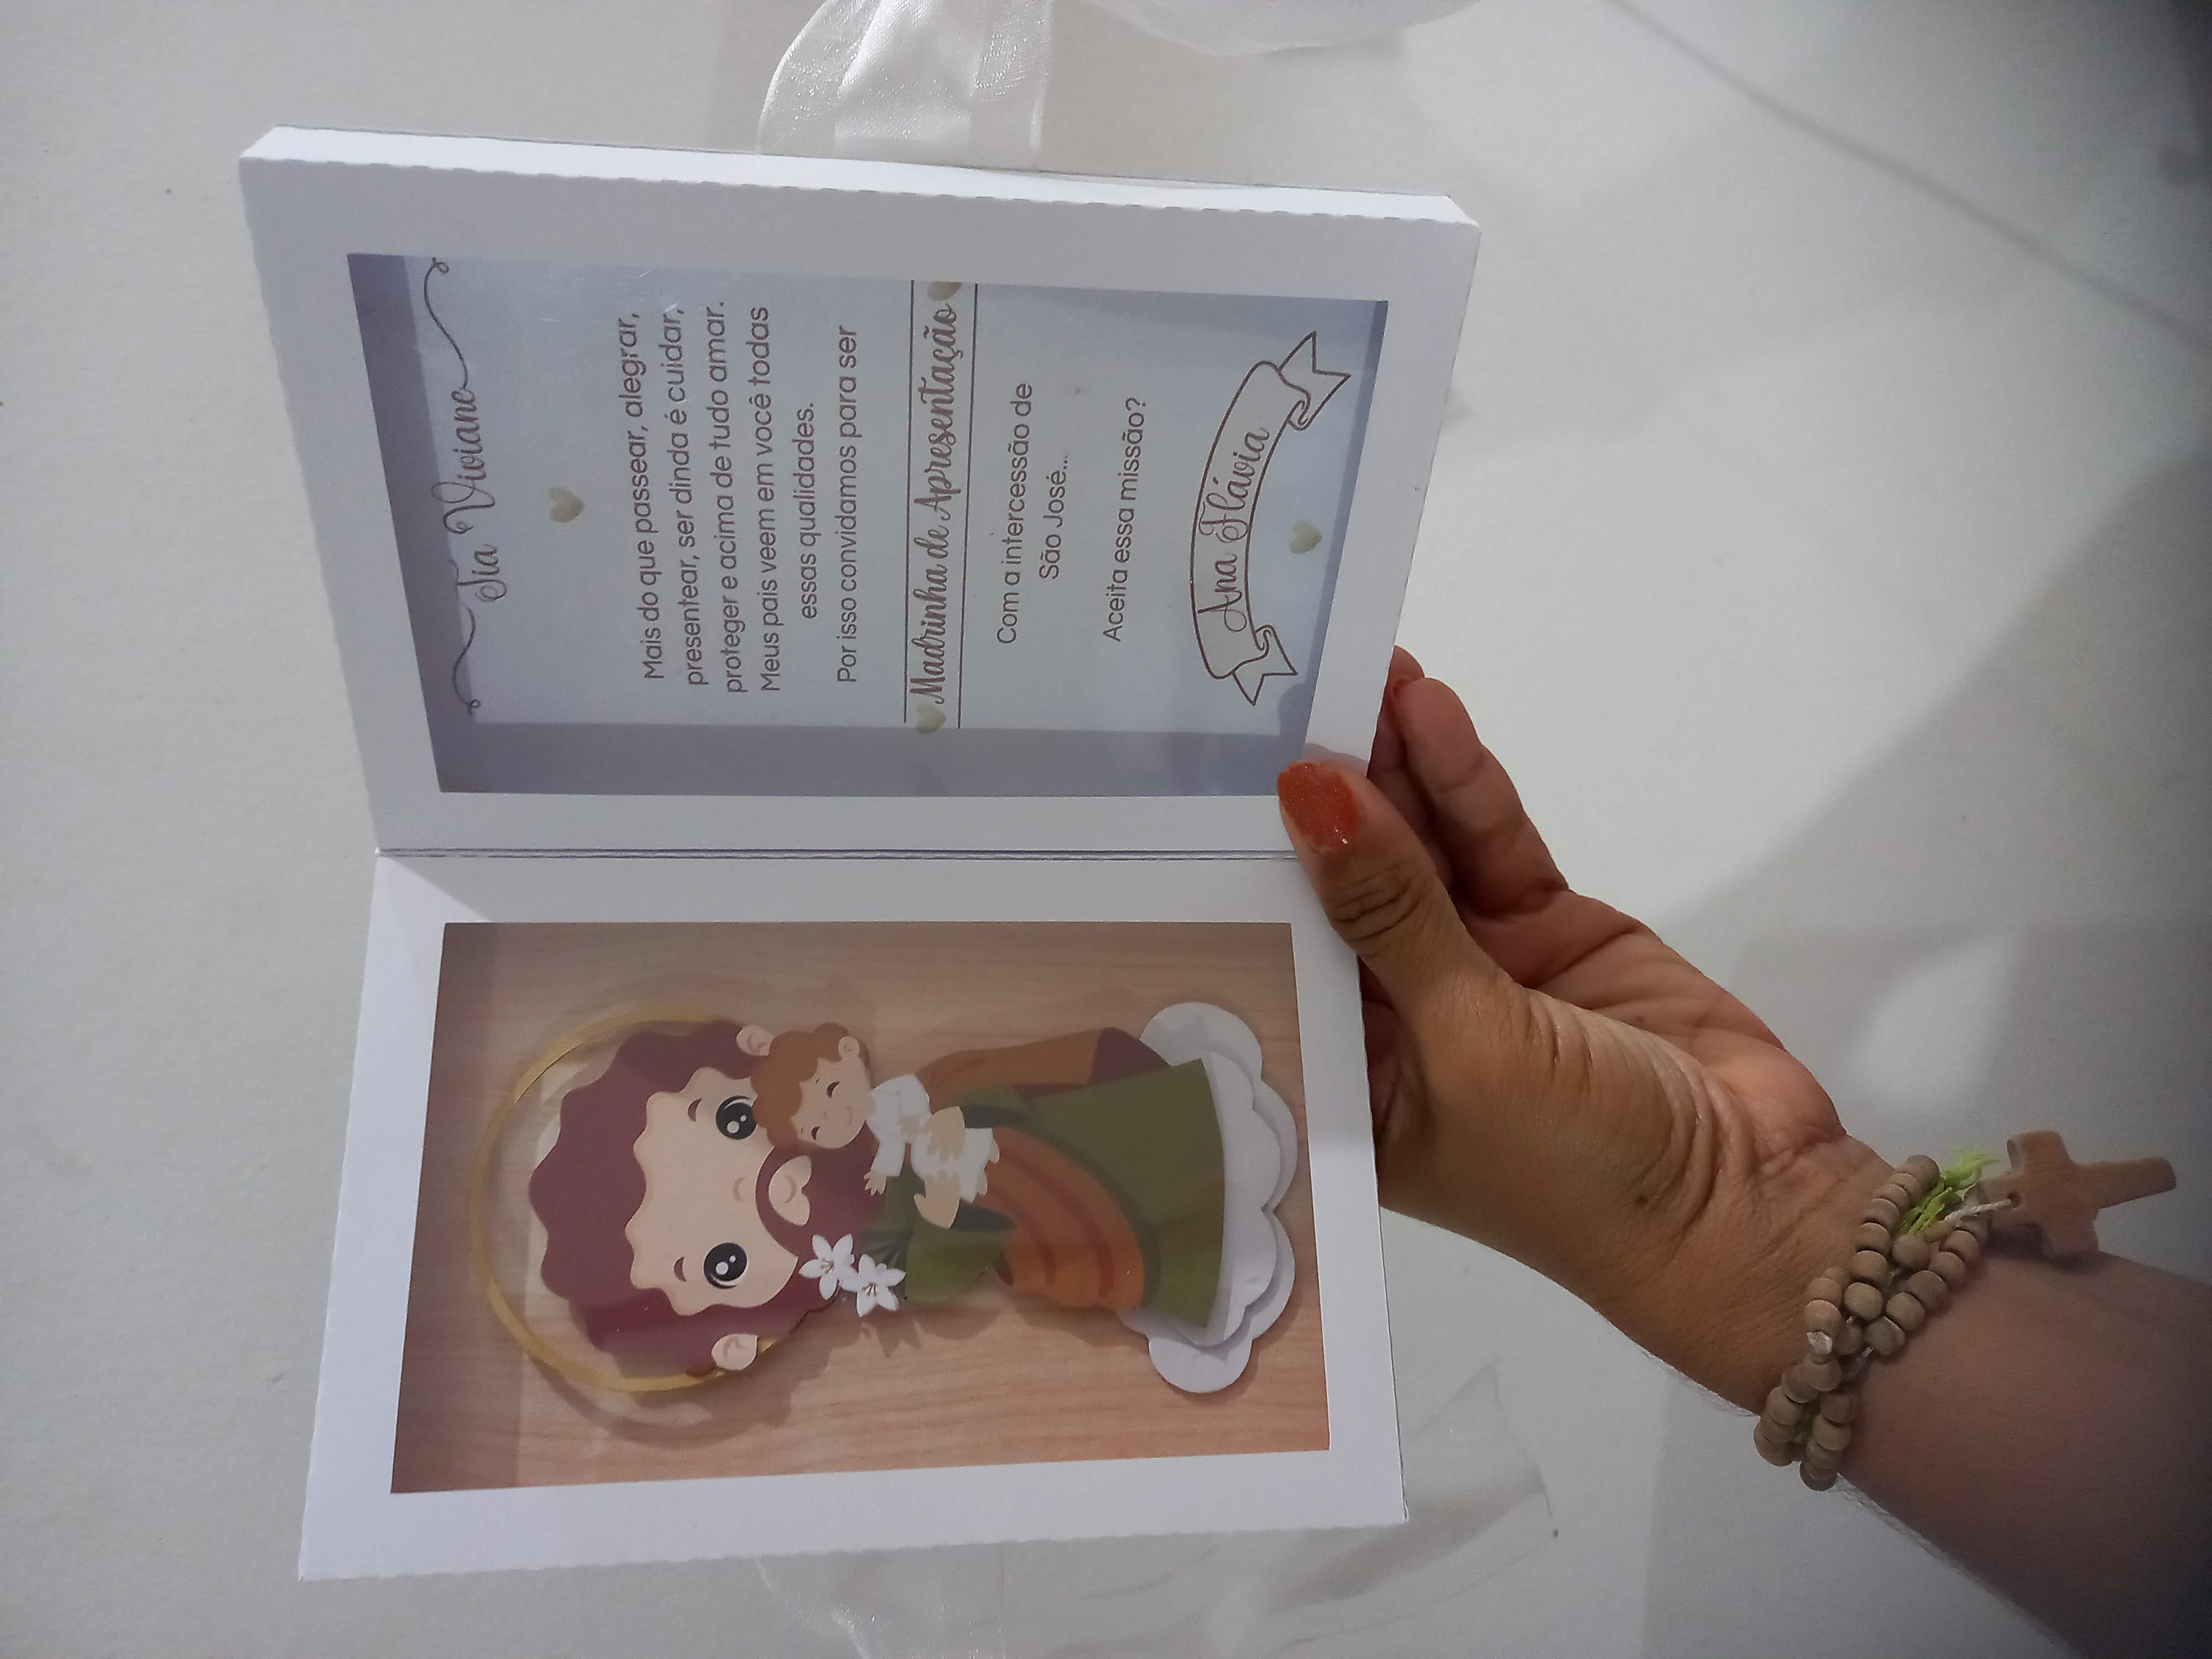 Tia Viviane
Mais do que passear, alegrar,
presentear, ser dinda é cuidar,
proteger e acima de tudo amar.
Meus pais veem em você todas
essas qualidades.
Por isso convidamos para ser
Madrinha de Apresentação
Com a intercessão de
São José...
Aceita essa missão?
Ana Flávia